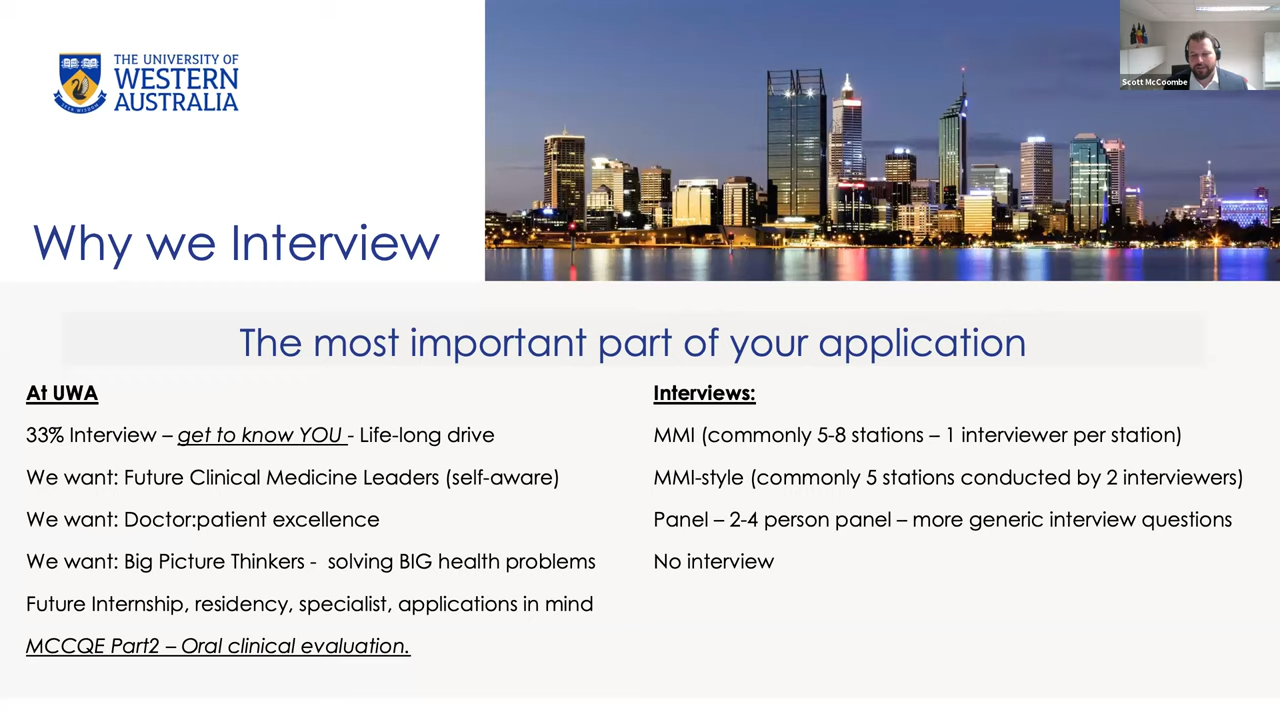 THE UNIVERSITY OF
WESTERN
AUSTRALIA
Scott McCoombe
Why we Interview
The most important part of your application
At UWA
33% Interview – get to know YOU - Life-long drive
We want: Future Clinical Medicine Leaders (self-aware)
We want: Doctor:patient excellence
We want: Big Picture Thinkers - solving BIG health problems
Future Internship, residency, specialist, applications in mind
MCCQE Part2 – Oral clinical evaluation.
Interviews:
MMI (commonly 5-8 stations – 1 interviewer per station)
MMI-style (commonly 5 stations conducted by 2 interviewers)
Panel – 2-4 person panel – more generic interview questions
No interview